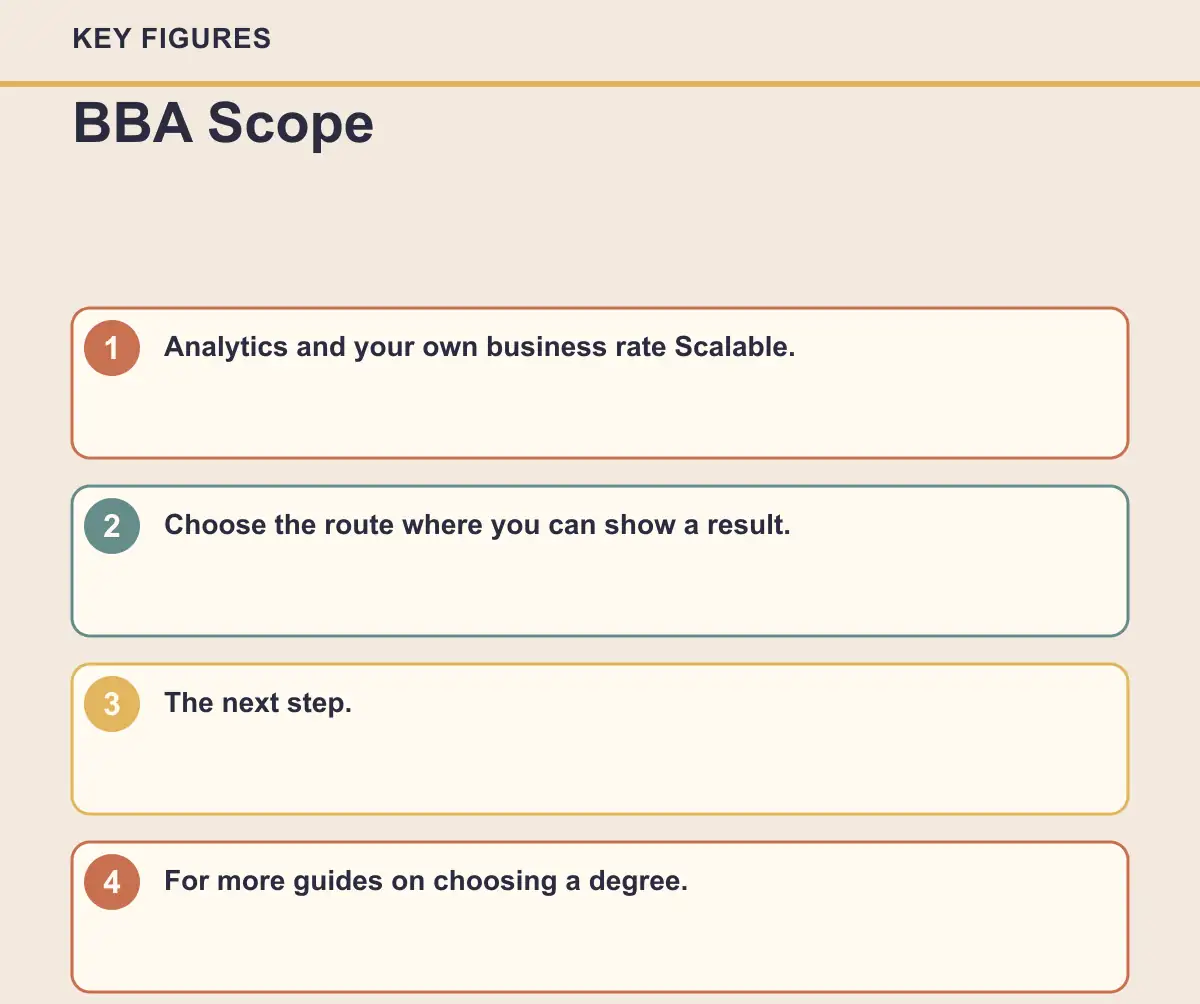 KEY FIGURES
BBA Scope
1
Analytics and your own business rate Scalable.
2
Choose the route where you can show a result.
3
The next step.
4
For more guides on choosing a degree.